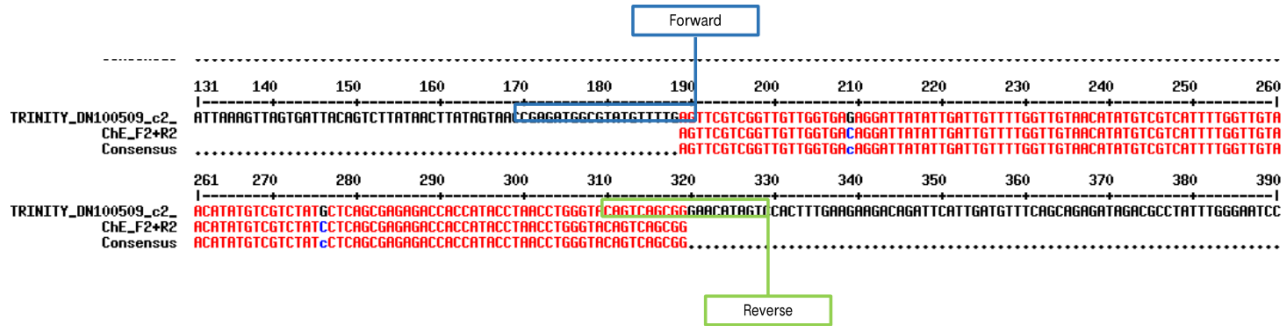 Forward
131 140 150 160 170 180 190 200 210 220 230 240 250 260
TRINITY_DN100509_c2_ ATTAAAGTTAGTGATTACAGTCTTATAACTTATAGTAACCGAGATGGCGTATGTTTTGAGTTCGTCGGTTGTTGGTGAGAGGATTATATTGATTGTTTTGGTTGTAACATATGTCGTCATTTTGGTTGTA
ChE_F2+R2 AGTTCGTCGGTTGTTGGTGACAGGATTATATTGATTGTTTTGGTTGTAACATATGTCGTCATTTTGGTTGTA
Consensus ..........................................................AGTTCGTCGGTTGTTGGTGAcAGGATTATATTGATTGTTTTGGTTGTAACATATGTCGTCATTTTGGTTGTA
261 270 280 290 300 310 320 330 340 350 360 370 380 390
TRINITY_DN100509_c2_ ACATATGTCGTCTATGCTCAGCGAGAGACCACCATACCTAACCTGGGTACAGTCAGCGGGAACATAGTACACTTTGAAGAAGACAGATTCATTGATGTTTCAGCAGAGATAGACGCCTATTTGGGAATCC
ChE_F2+R2 ACATATGTCGTCTATCCTCAGCGAGAGACCACCATACCTAACCTGGGTACAGTCAGCGG
Consensus ACATATGTCGTCTATcCTCAGCGAGAGACCACCATACCTAACCTGGGTACAGTCAGCGG.......................................................................
Reverse